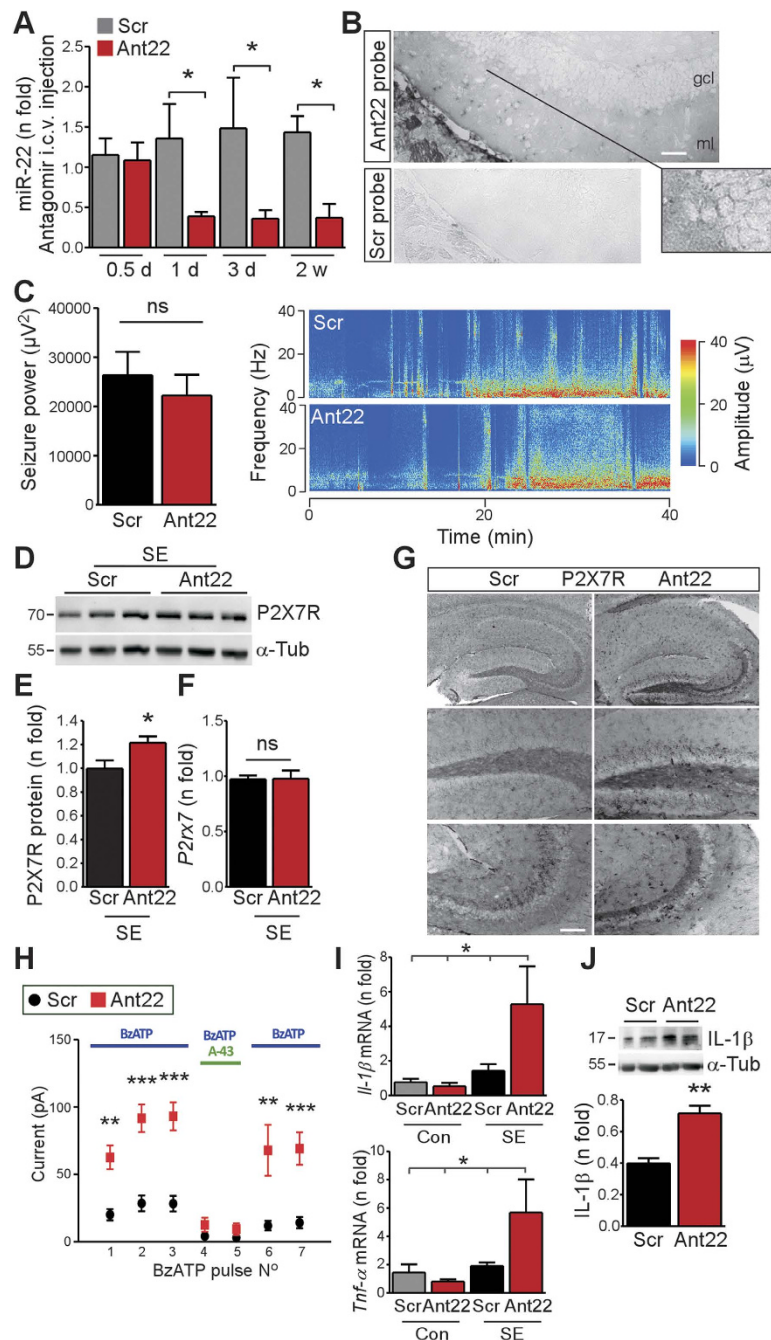 A
Scr
Ant22
miR-22 (n fold)
Antagomir i.c.v. injection
2.5
2.0
1.5
1.0
0.5
0.0
*
*
*
0.5 d
1 d
3 d
2 w
B
Ant22 probe
gcl
ml
Scr probe
C
Seizure power (µV²)
40000
30000
20000
10000
0
ns
Scr
Ant22
Frequency (Hz)
40
20
0
Scr
40
20
0
Ant22
0
20
40
Time (min)
40
20
0
Amplitude (µV)
D
SE
Scr
Ant22
70
P2X7R
55
α-Tub
E
P2X7R protein (n fold)
1.4
1.2
1.0
0.8
0.6
0.4
0.2
0.0
*
Scr Ant22
SE
F
P2rx7 (n fold)
1.5
1.0
0.5
0.0
ns
Scr Ant22
SE
G
Scr P2X7R Ant22
H
Scr
Ant22
BzATP
BzATP
A-43
BzATP
Current (pA)
150
100
50
0
**
***
***
**
***
1 2 3 4 5 6 7
BzATP pulse Nº
I
Il-1β mRNA (n fold)
8
6
4
2
0
*
Scr Ant22 Scr Ant22
Con SE
Tnf-α mRNA (n fold)
10
8
6
4
2
0
*
Scr Ant22 Scr Ant22
Con SE
J
Scr Ant22
17
IL-1β
55
α-Tub
**
IL-1β (n fold)
0.8
0.6
0.4
0.2
0.0
Scr Ant22